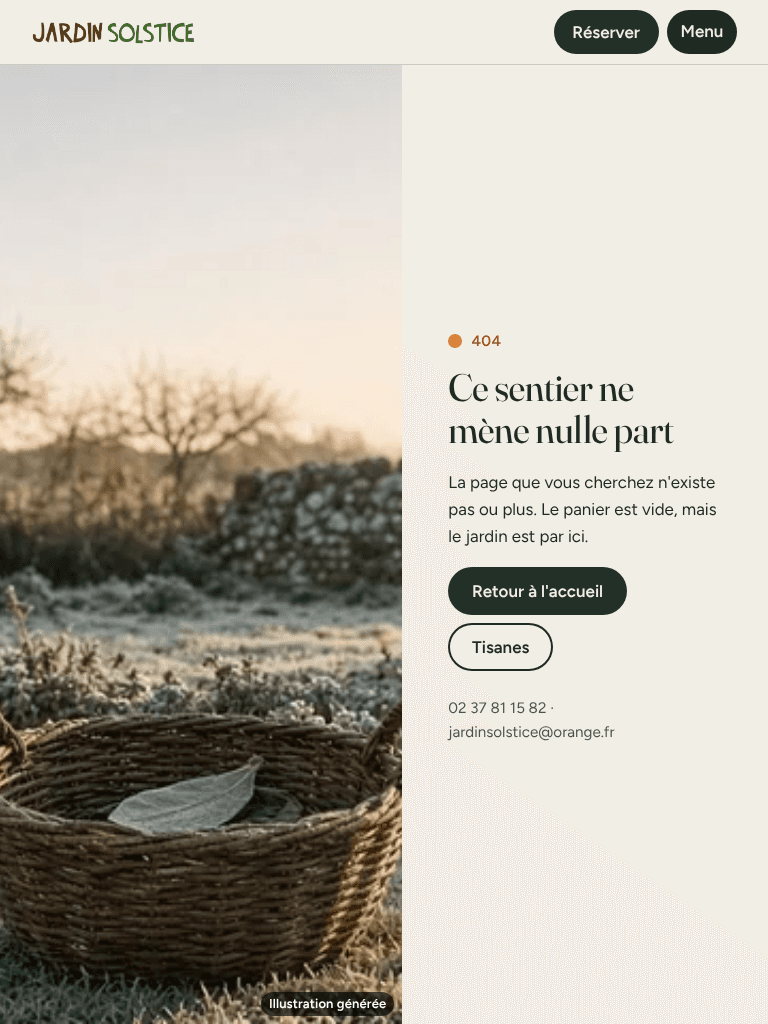 JARDIN SOLSTICE
Réserver
Menu
404
Ce sentier ne
mène nulle part
La page que vous cherchez n'existe
pas ou plus. Le panier est vide, mais
le jardin est par ici.
Retour à l'accueil
Tisanes
02 37 81 15 82 ·
jardinsolstice@orange.fr
Illustration générée